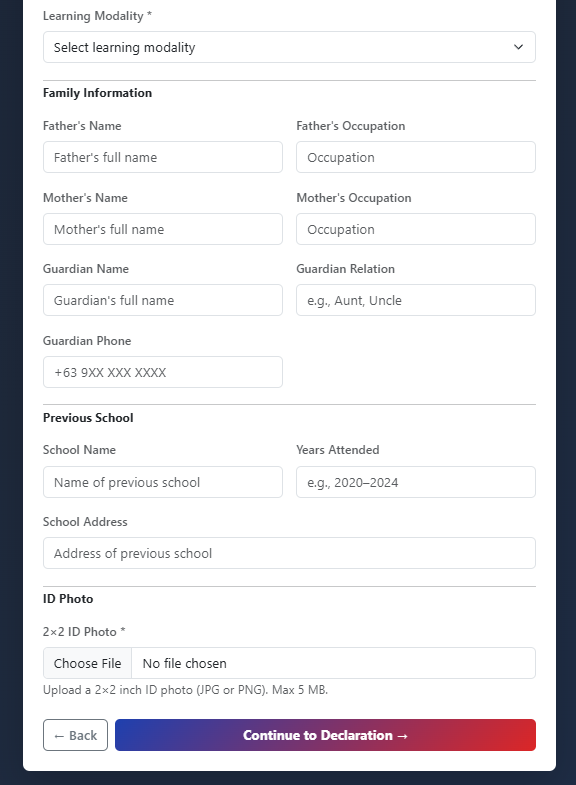 Learning Modality *
Select learning modality
Family Information
Father's Name
Father's Occupation
Father's full name
Occupation
Mother's Name
Mother's Occupation
Mother's full name
Occupation
Guardian Name
Guardian Relation
Guardian's full name
e.g., Aunt, Uncle
Guardian Phone
+63 9XX XXX XXXX
Previous School
School Name
Years Attended
Name of previous school
e.g., 2020–2024
School Address
Address of previous school
ID Photo
2×2 ID Photo *
Choose File No file chosen
Upload a 2×2 inch ID photo (JPG or PNG). Max 5 MB.
← Back
Continue to Declaration →